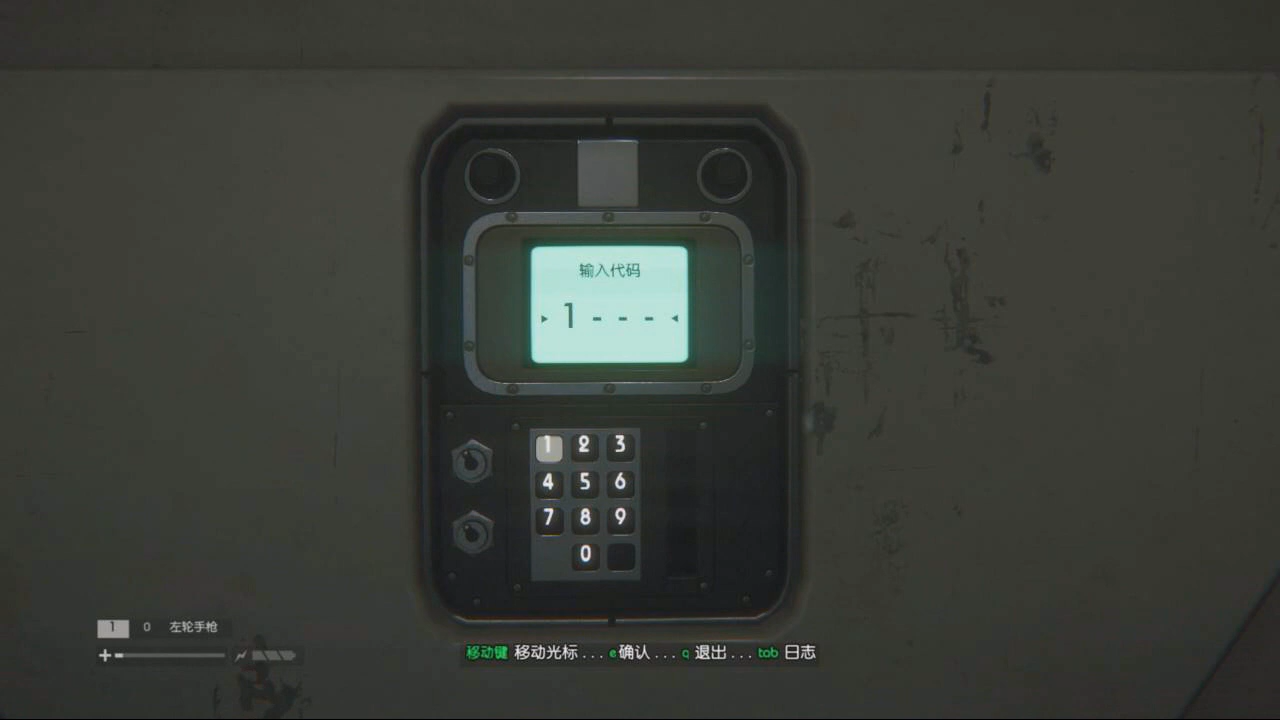 输入代码
1 - - -
1 2 3
4 5 6
7 8 9
0
1 0 左轮手枪
移动键 移动光标... e 确认... q 退出... tab 日志